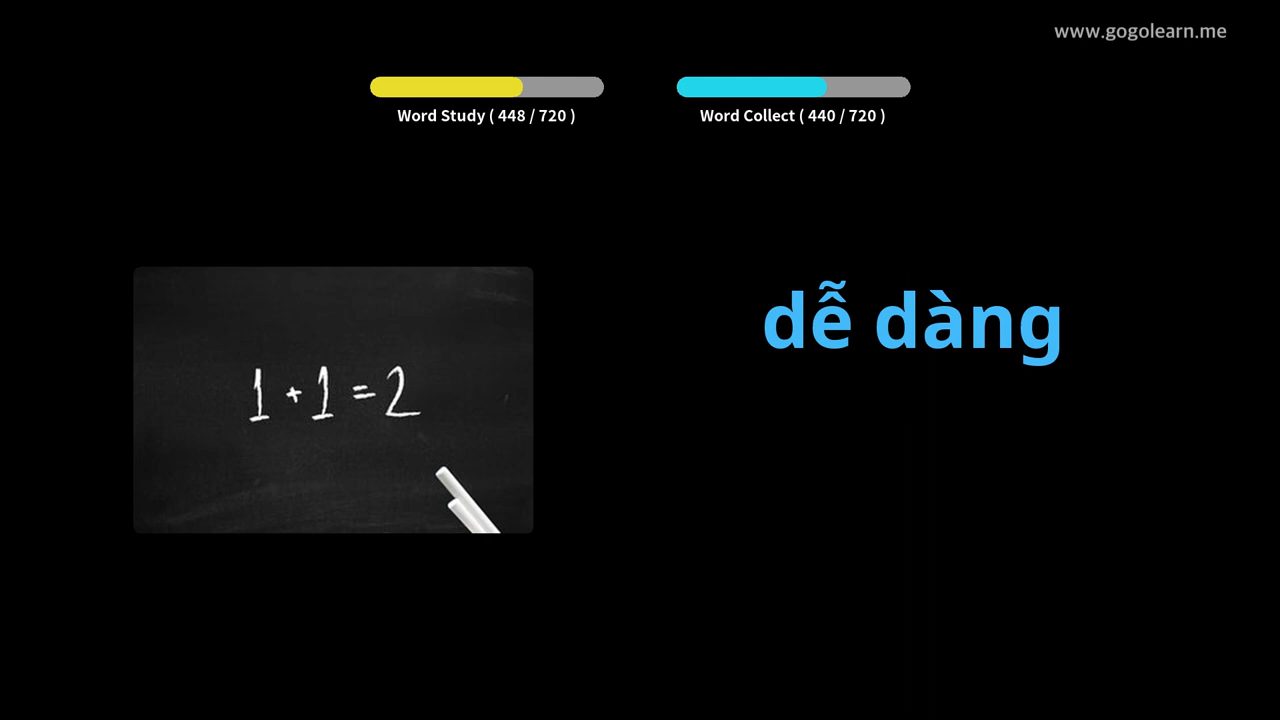 www.gogolearn.me
Word Study ( 448 / 720 )
Word Collect ( 440 / 720 )
1 + 1 = 2
dễ dàng